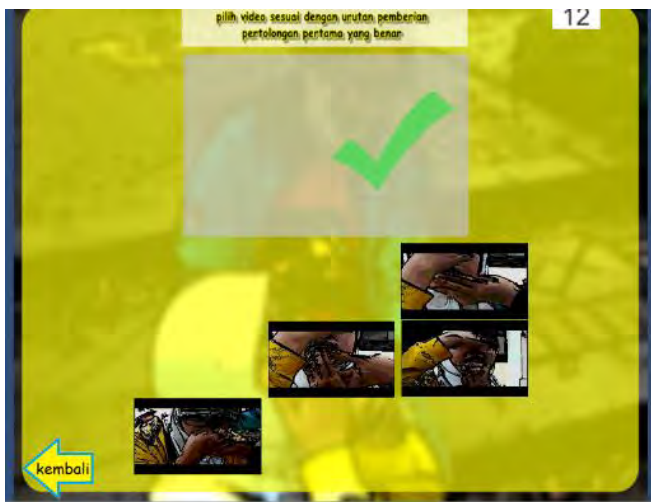 pilih video sesuai dengan urutan pemberian
pertolongan pertama yang benar
12
kembali